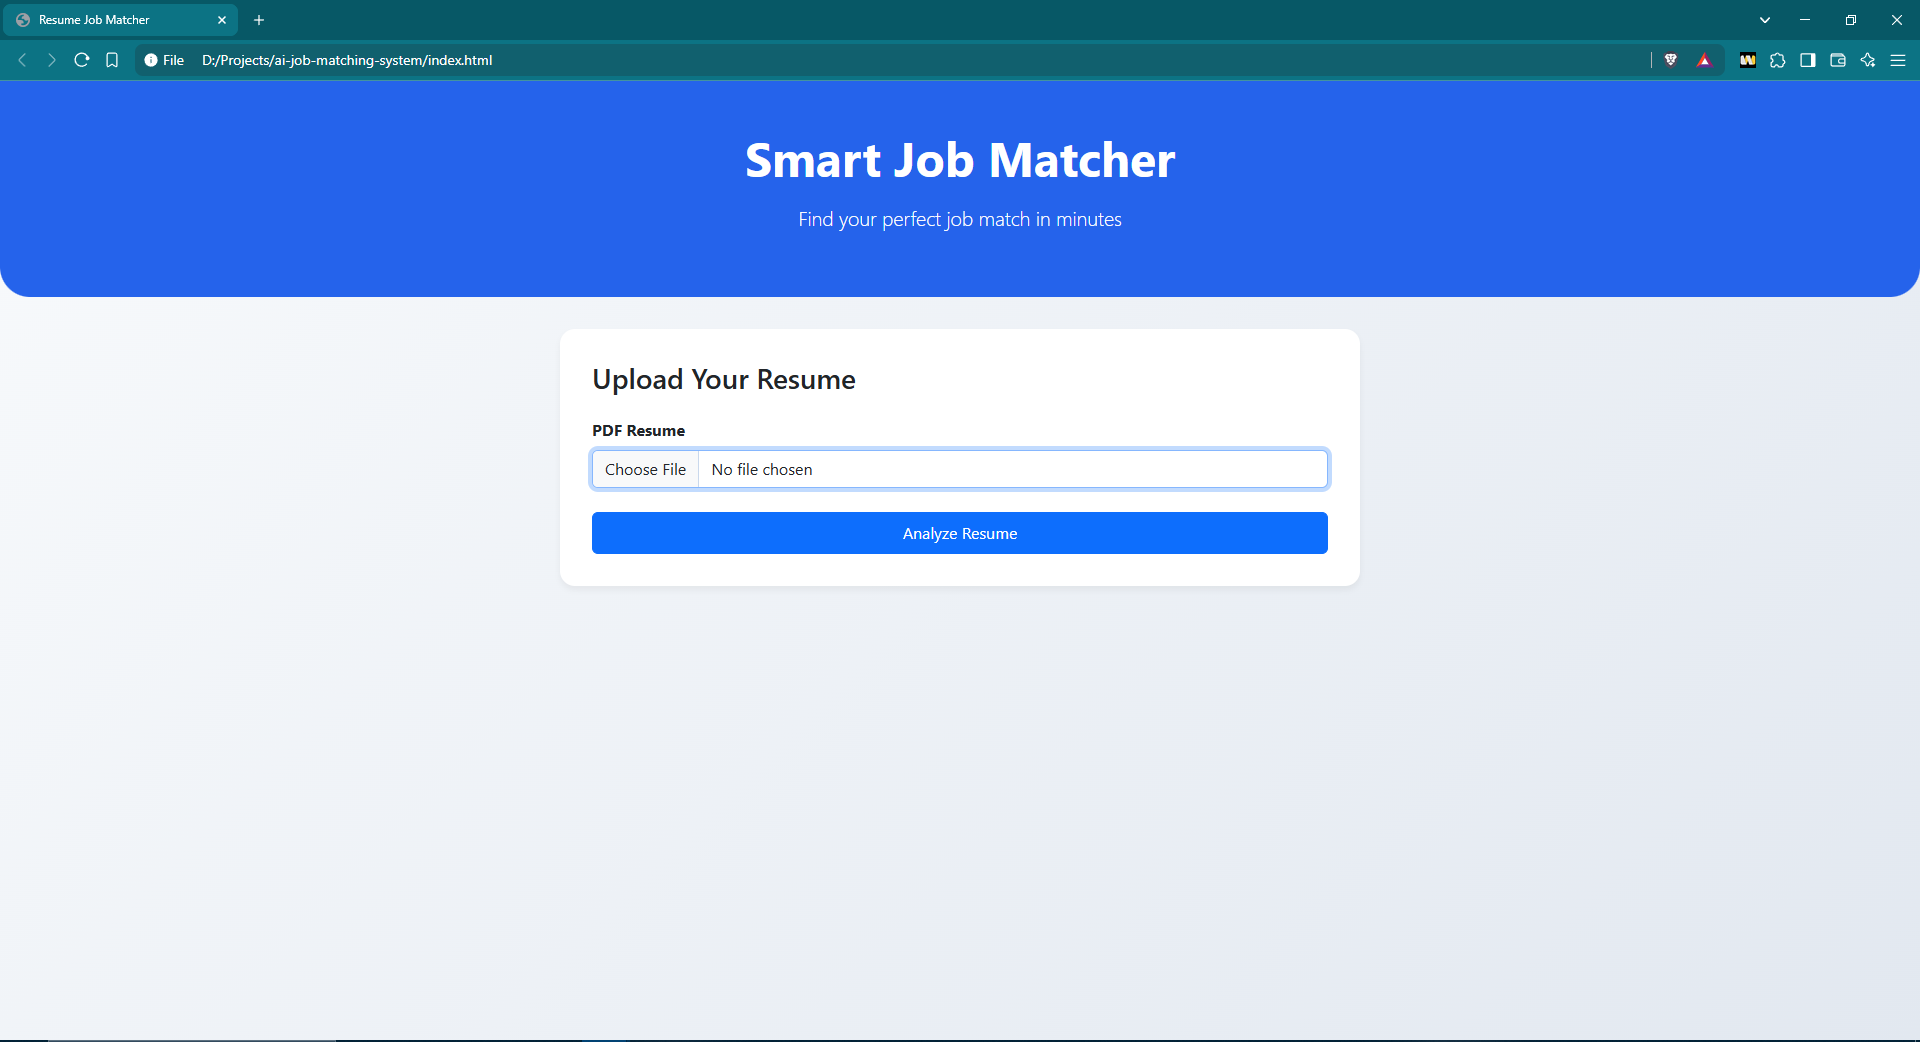 Resume Job Matcher
File D:/Projects/ai-job-matching-system/index.html
Smart Job Matcher
Find your perfect job match in minutes
Upload Your Resume
PDF Resume
Choose File No file chosen
Analyze Resume